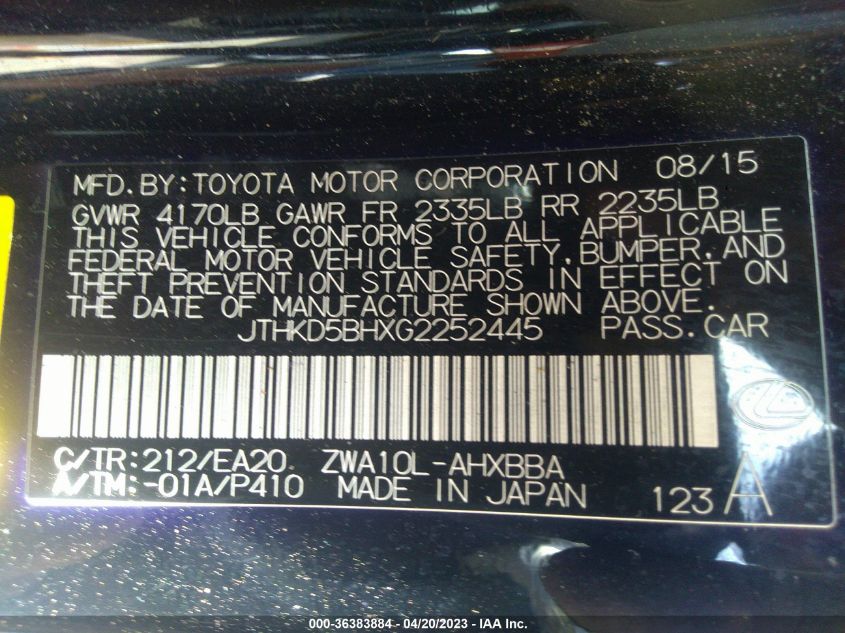 MFD.BY:TOYOTA MOTOR CORPORATION 08/15
GVWR 4170LB GAWR FR 2335LB RR 2235LB
THIS VEHICLE CONFORMS TO ALL APPLICABLE
FEDERAL MOTOR VEHICLE SAFETY,BUMPER,AND
THEFT PREVENTION STANDARDS IN EFFECT ON
THE DATE OF MANUFACTURE SHOWN ABOVE.
JTHKD5BHXG2252445 PASS.CAR
C/TR:212/EA20 ZWA10L-AHXBBA
A/TM:-01A/P410 MADE IN JAPAN 123 A
000-36383884 - 04/20/2023 - IAA Inc.